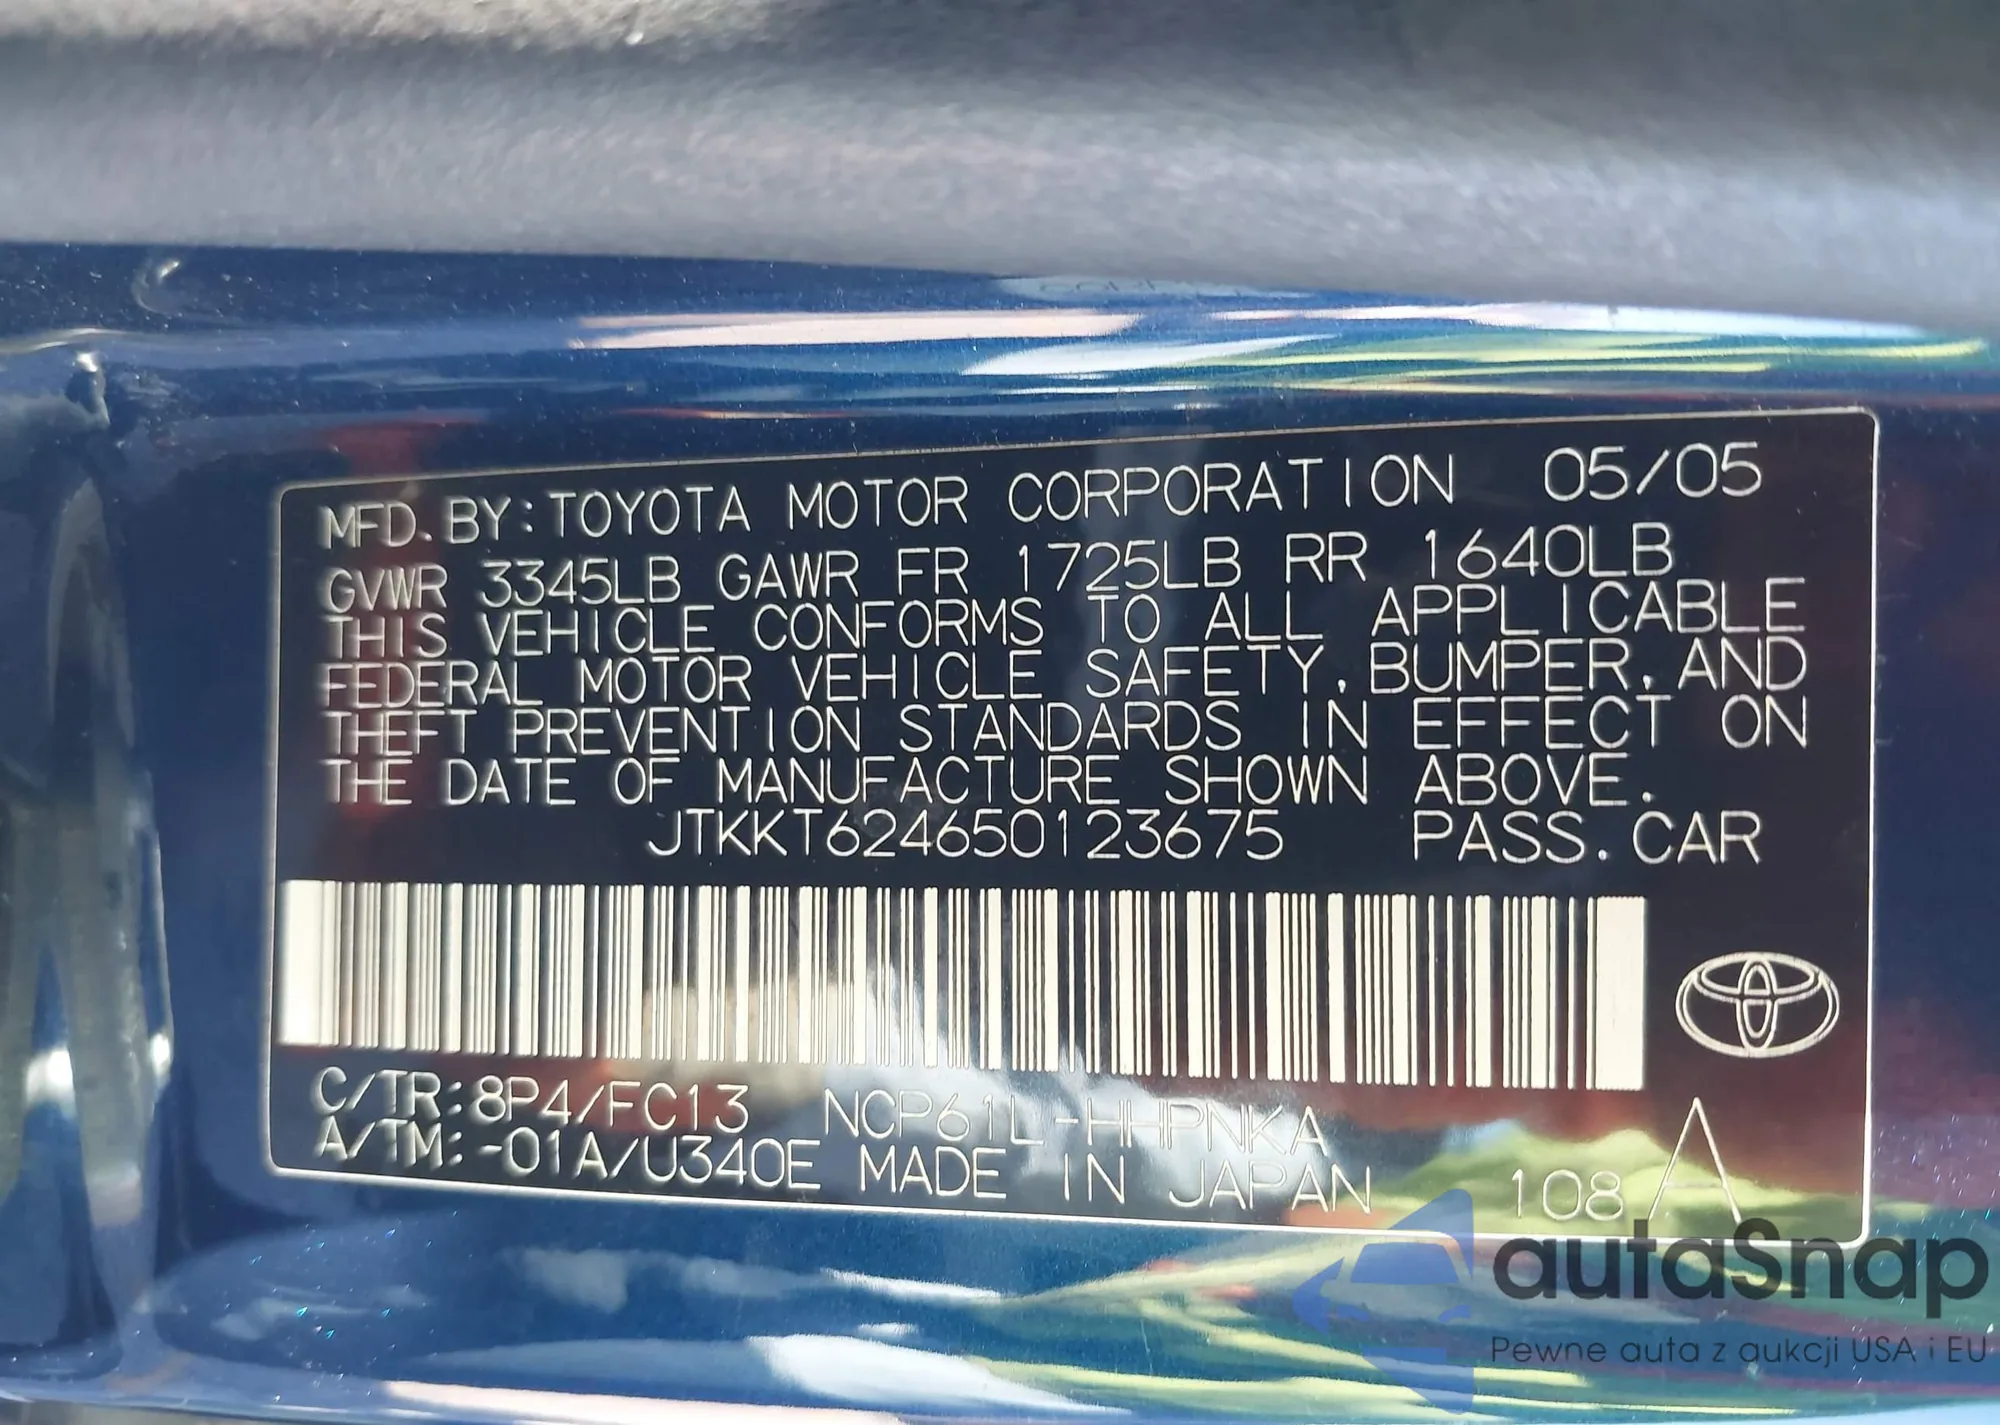 MFD. BY: TOYOTA MOTOR CORPORATION 05/05
GVWR 3345LB GAWR FR 1725LB RR 1640LB
THIS VEHICLE CONFORMS TO ALL APPLICABLE
FEDERAL MOTOR VEHICLE SAFETY, BUMPER, AND
THEFT PREVENTION STANDARDS IN EFFECT ON
THE DATE OF MANUFACTURE SHOWN ABOVE.
JTKKT624650123675 PASS. CAR
C/TR: 8P4/FC13 NCP61L-HHPNKA
A/TM: -01A/U340E MADE IN JAPAN 108 A
autaSnap
Pewne auta z aukcji USA i EU